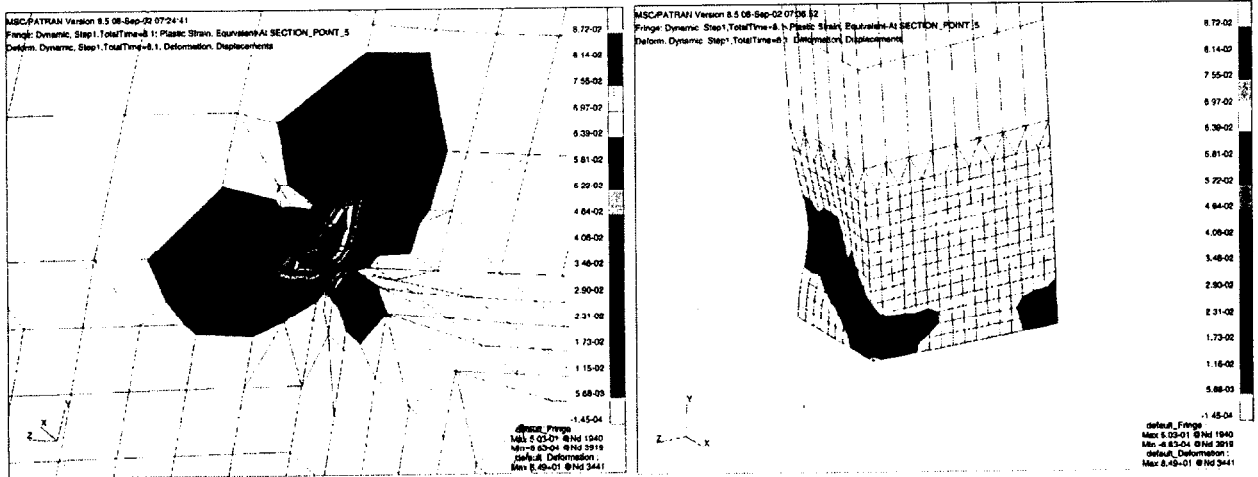 MSC/PATRAN Version 8.5 08-Sep-02 07:24:41
Fringe: Dynamic, Step1,TotalTime=8.1: Plastic Strain, Equivalent-At SECTION_POINT_5
Deform: Dynamic, Step1,TotalTime=8.1, Deformation, Displacements
8.72-02
8.14-02
7.55-02
6.97-02
6.39-02
5.81-02
5.22-02
4.64-02
4.06-02
3.48-02
2.90-02
2.31-02
1.73-02
1.15-02
5.68-03
-1.45-04
X
Y
Z
default_Fringe :
Max 5.03-01 @Nd 1940
Min -6.63-04 @Nd 3919
default_Deformation :
Max 8.49+01 @Nd 3441
MSC/PATRAN Version 8.5 08-Sep-02
Fringe: Dynamic, Step1,TotalTime=8.1: Plastic Strain, Equivalent-At SECTION_POINT_5
Deform: Dynamic, Step1,TotalTime=8.1, Deformation, Displacements
8.72-02
8.14-02
7.55-02
6.97-02
6.39-02
5.81-02
5.22-02
4.64-02
4.06-02
3.48-02
2.90-02
2.31-02
1.73-02
1.16-02
5.68-03
-1.45-04
Y
Z
X
default_Fringe :
Max 5.03-01 @Nd 1940
Min -6.63-04 @Nd 3919
default_Deformation :
Max 8.49+01 @Nd 3441